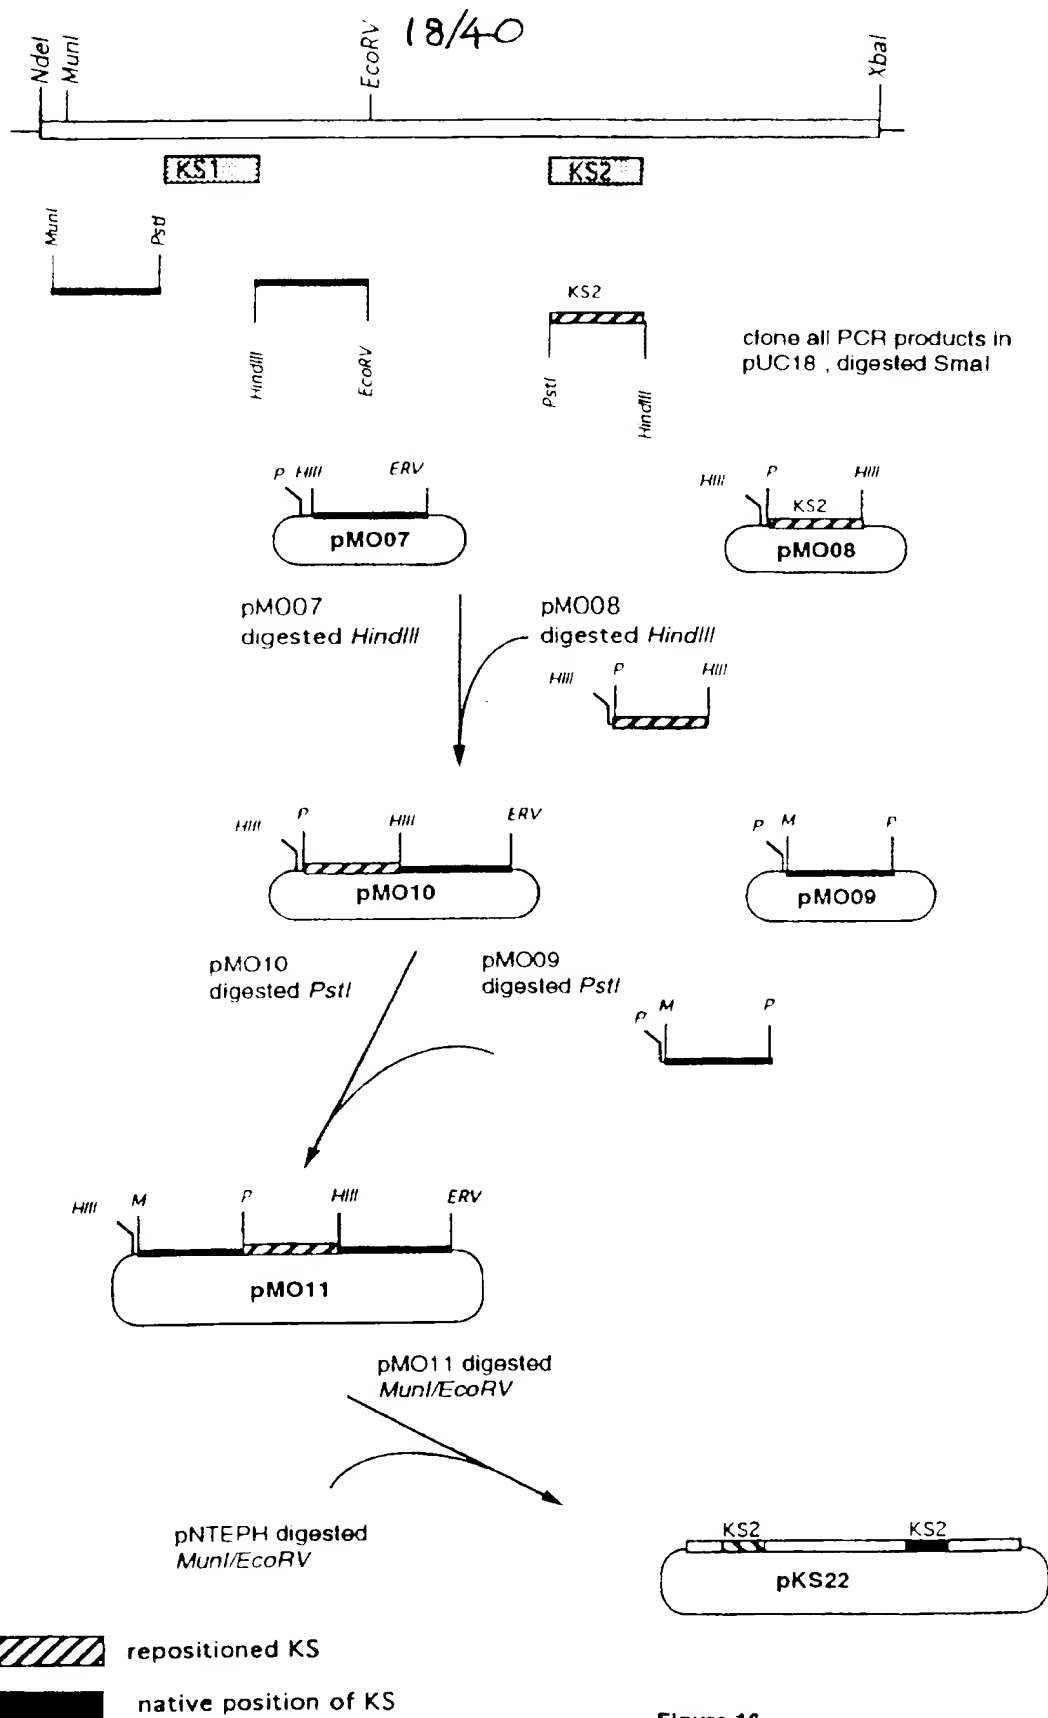 18/40
NdeI
MunI
EcoRV
XbaI
KS1
KS2
MunI
PstI
HindIII
EcoRV
KS2
PstI
HindIII
clone all PCR products in
pUC18 , digested SmaI
P HIII ERV
pMO07
HIII P HIII
KS2
pMO08
pMO07
digested HindIII
pMO08
digested HindIII
HIII P HIII
HIII P HIII ERV
pMO10
P M P
pMO09
pMO10
digested PstI
pMO09
digested PstI
P M P
HIII M P HIII ERV
pMO11
pMO11 digested
MunI/EcoRV
pNTEPH digested
MunI/EcoRV
KS2 KS2
pKS22
repositioned KS
native position of KS